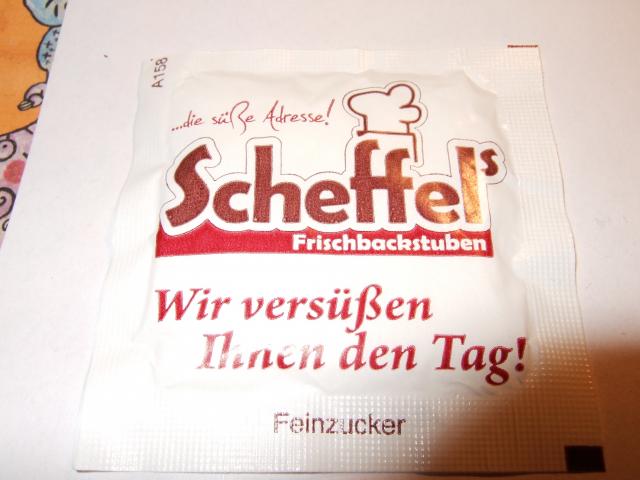 A158
...die süße Adresse!
Scheffel's
Frischbackstuben
Wir versüßen
Ihnen den Tag!
Feinzucker